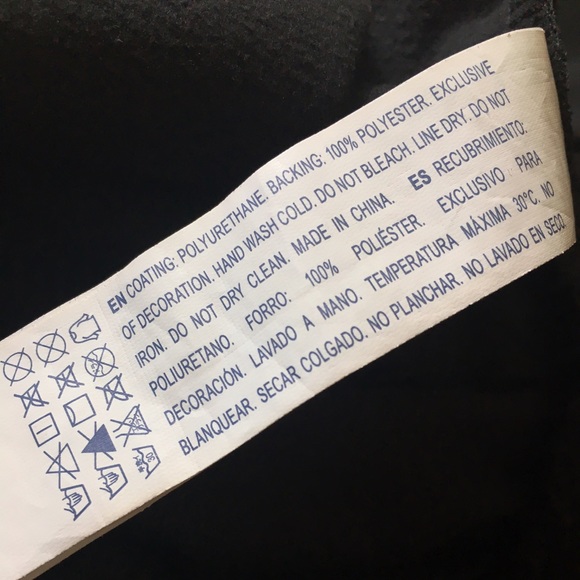 EN COATING: POLYURETHANE. BACKING: 100% POLYESTER. EXCLUSIVE
OF DECORATION. HAND WASH COLD. DO NOT BLEACH. LINE DRY. DO NOT
IRON. DO NOT DRY CLEAN. MADE IN CHINA. ES RECUBRIMIENTO:
POLIURETANO. FORRO: 100% POLIÉSTER. EXCLUSIVO PARA
DECORACIÓN. LAVADO A MANO. TEMPERATURA MÁXIMA 30°C. NO
BLANQUEAR. SECAR COLGADO. NO PLANCHAR. NO LAVADO EN SECO.